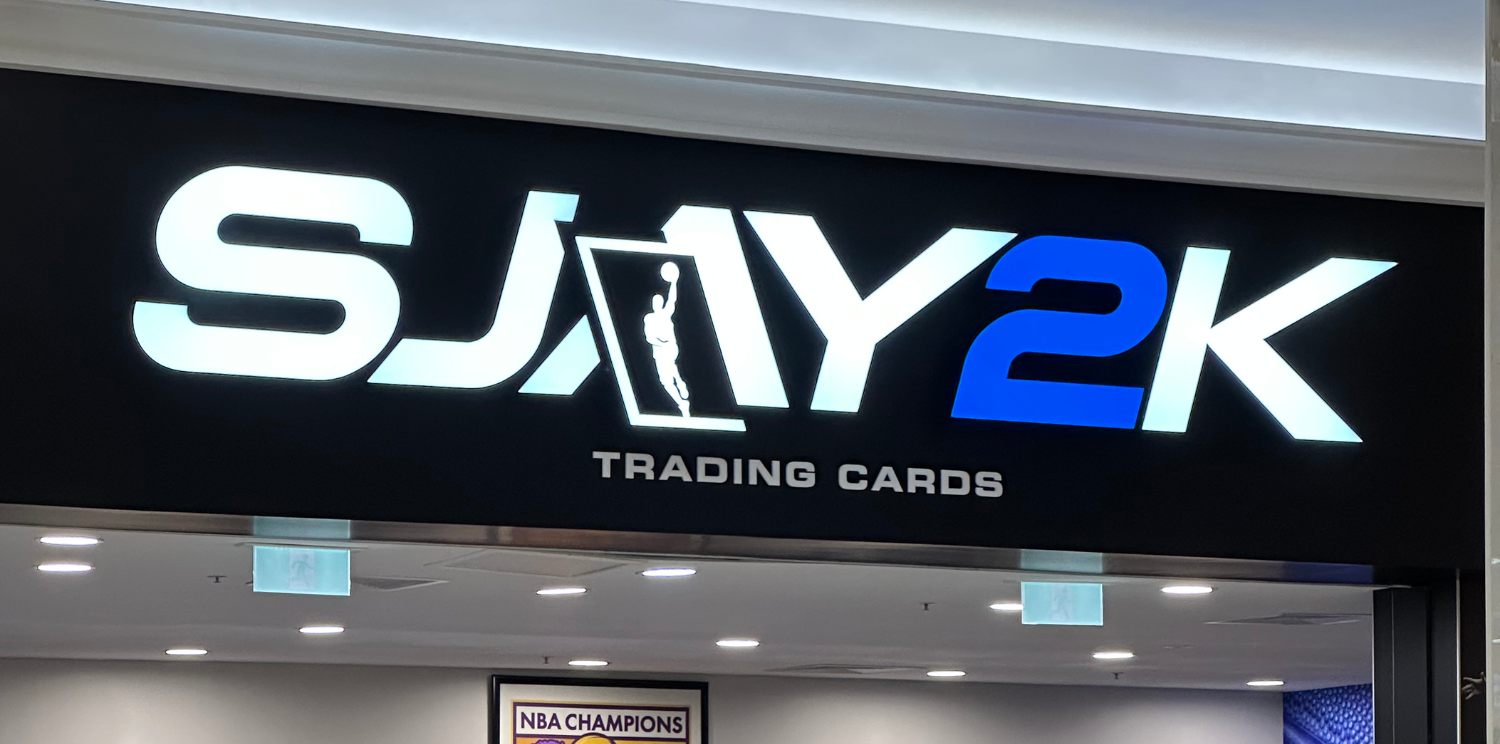 SJAY2K
TRADING CARDS
NBA CHAMPIONS